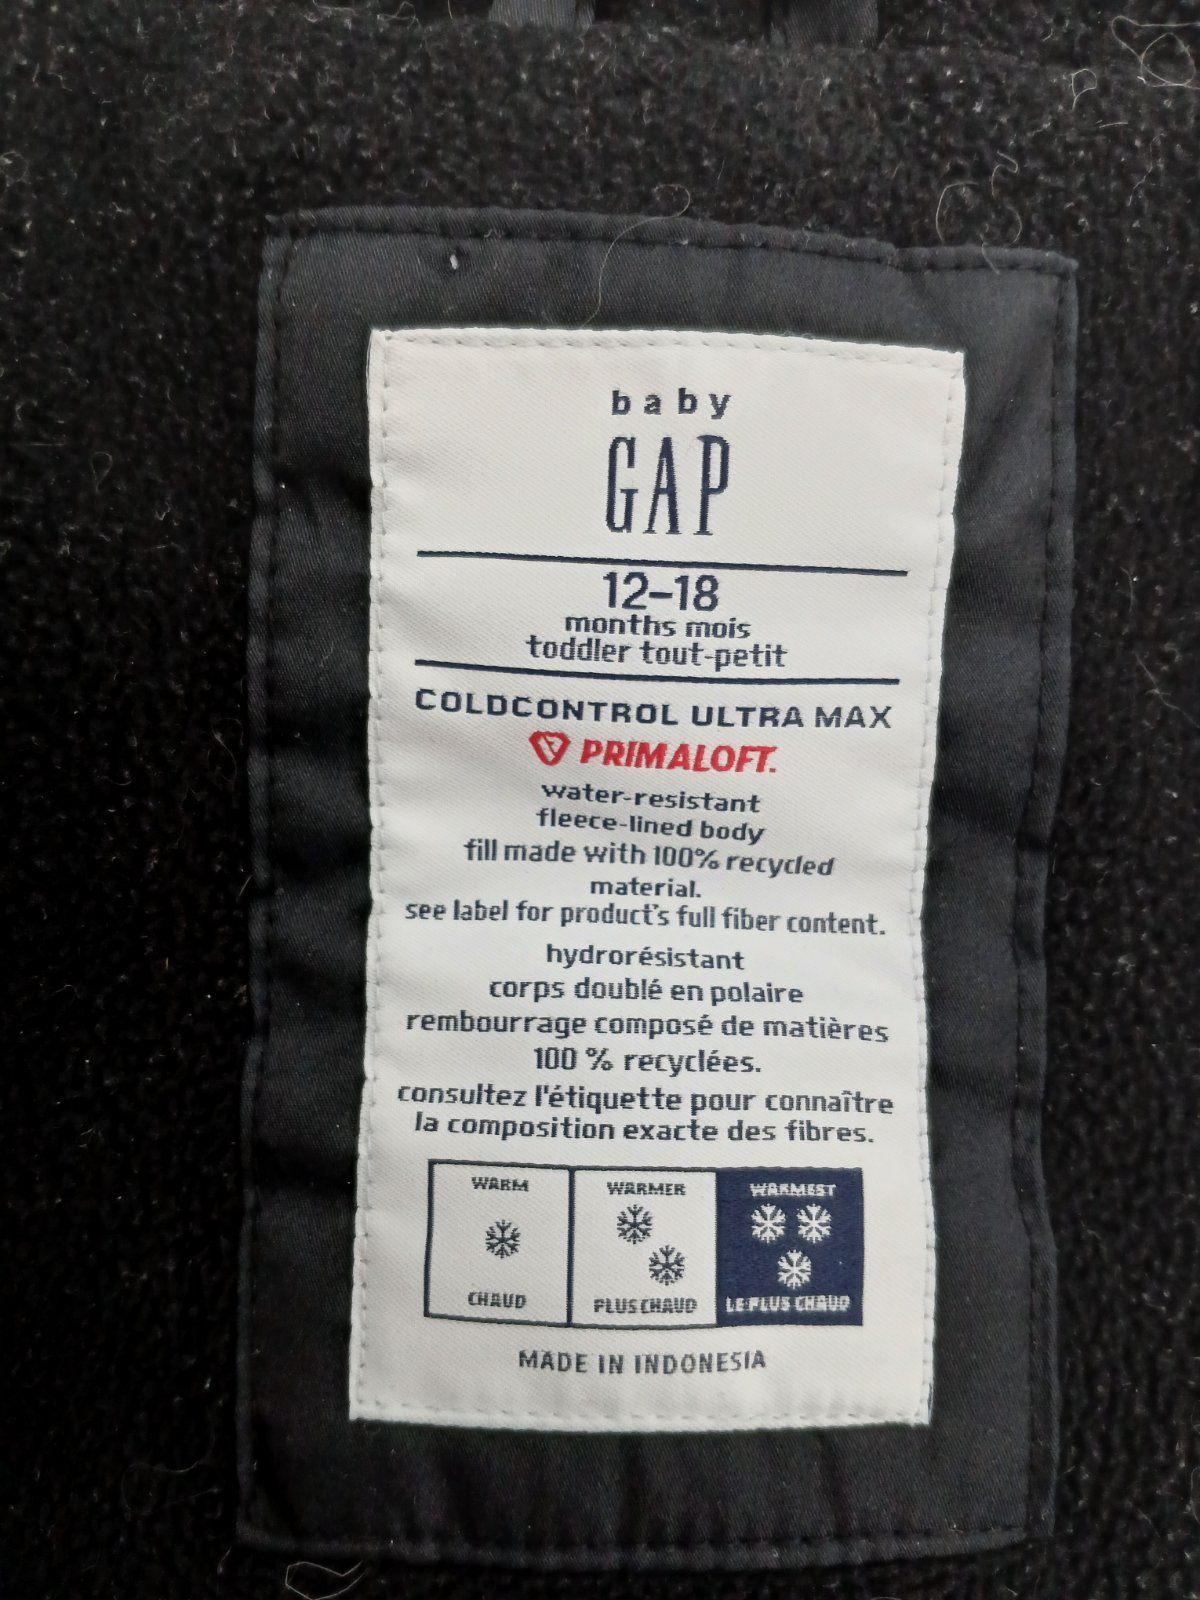 baby
GAP
12–18
months mois
toddler tout-petit
COLDCONTROL ULTRA MAX
PRIMALOFT.
water-resistant
fleece-lined body
fill made with 100% recycled
material.
see label for product's full fiber content.
hydrorésistant
corps doublé en polaire
rembourrage composé de matières
100 % recyclées.
consultez l'étiquette pour connaître
la composition exacte des fibres.
WARM WARMER WARMEST
CHAUD PLUS CHAUD LE PLUS CHAUD
MADE IN INDONESIA